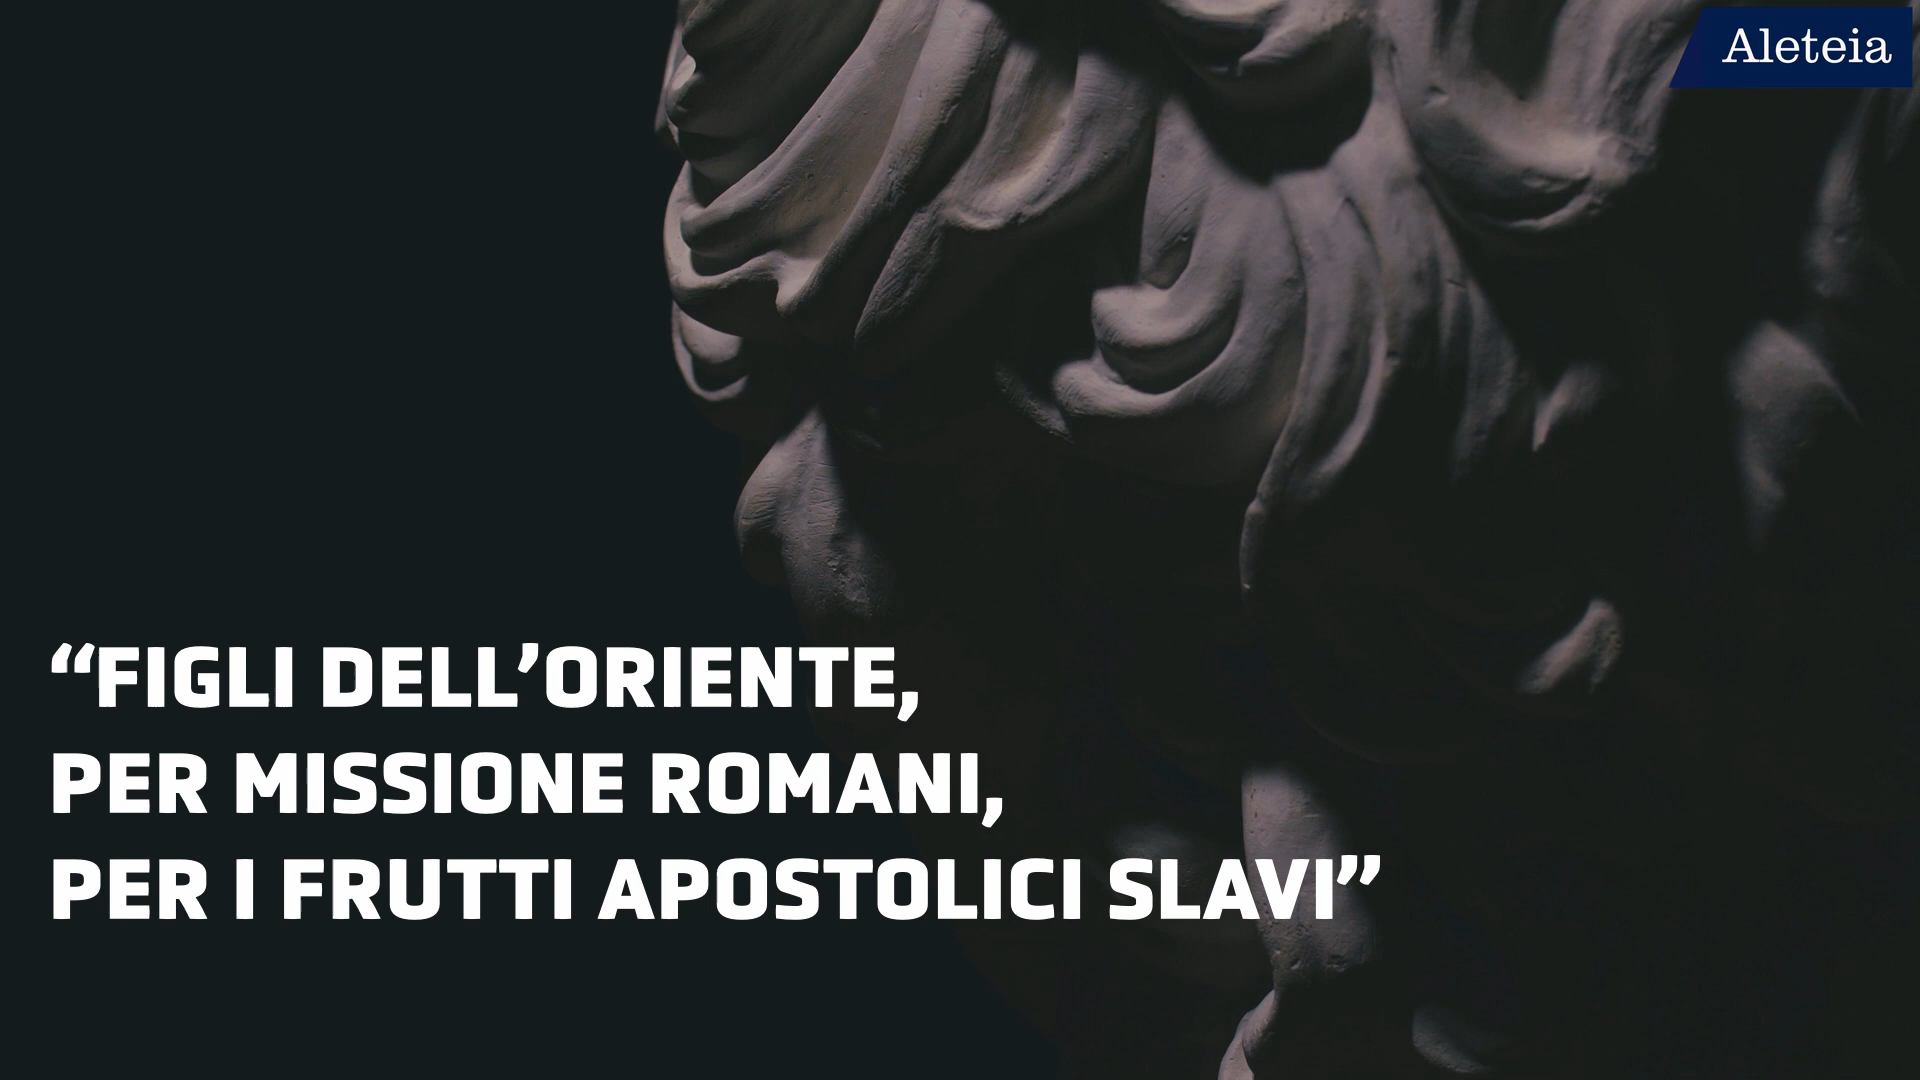 Aleteia
“FIGLI DELL’ORIENTE,
PER MISSIONE ROMANI,
PER I FRUTTI APOSTOLICI SLAVI”